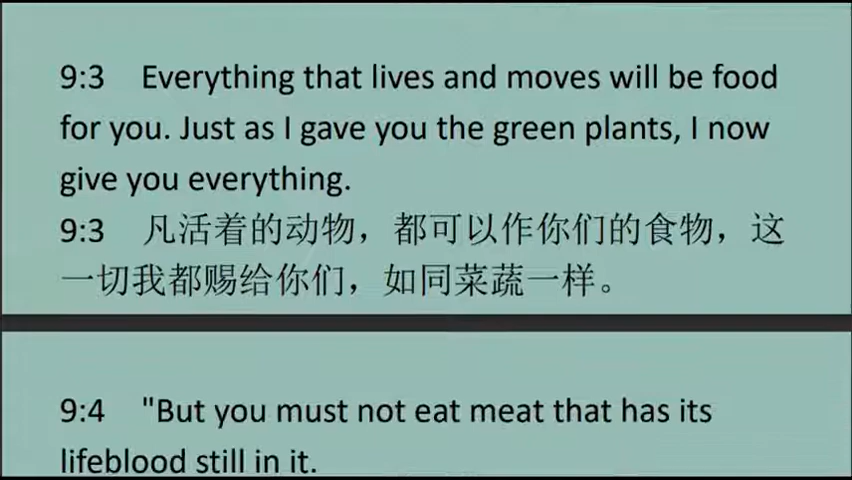 9:3 Everything that lives and moves will be food
for you. Just as I gave you the green plants, I now
give you everything.
9:3 凡活着的动物，都可以作你们的食物，这
一切我都赐给你们，如同菜蔬一样。
9:4 "But you must not eat meat that has its
lifeblood still in it.